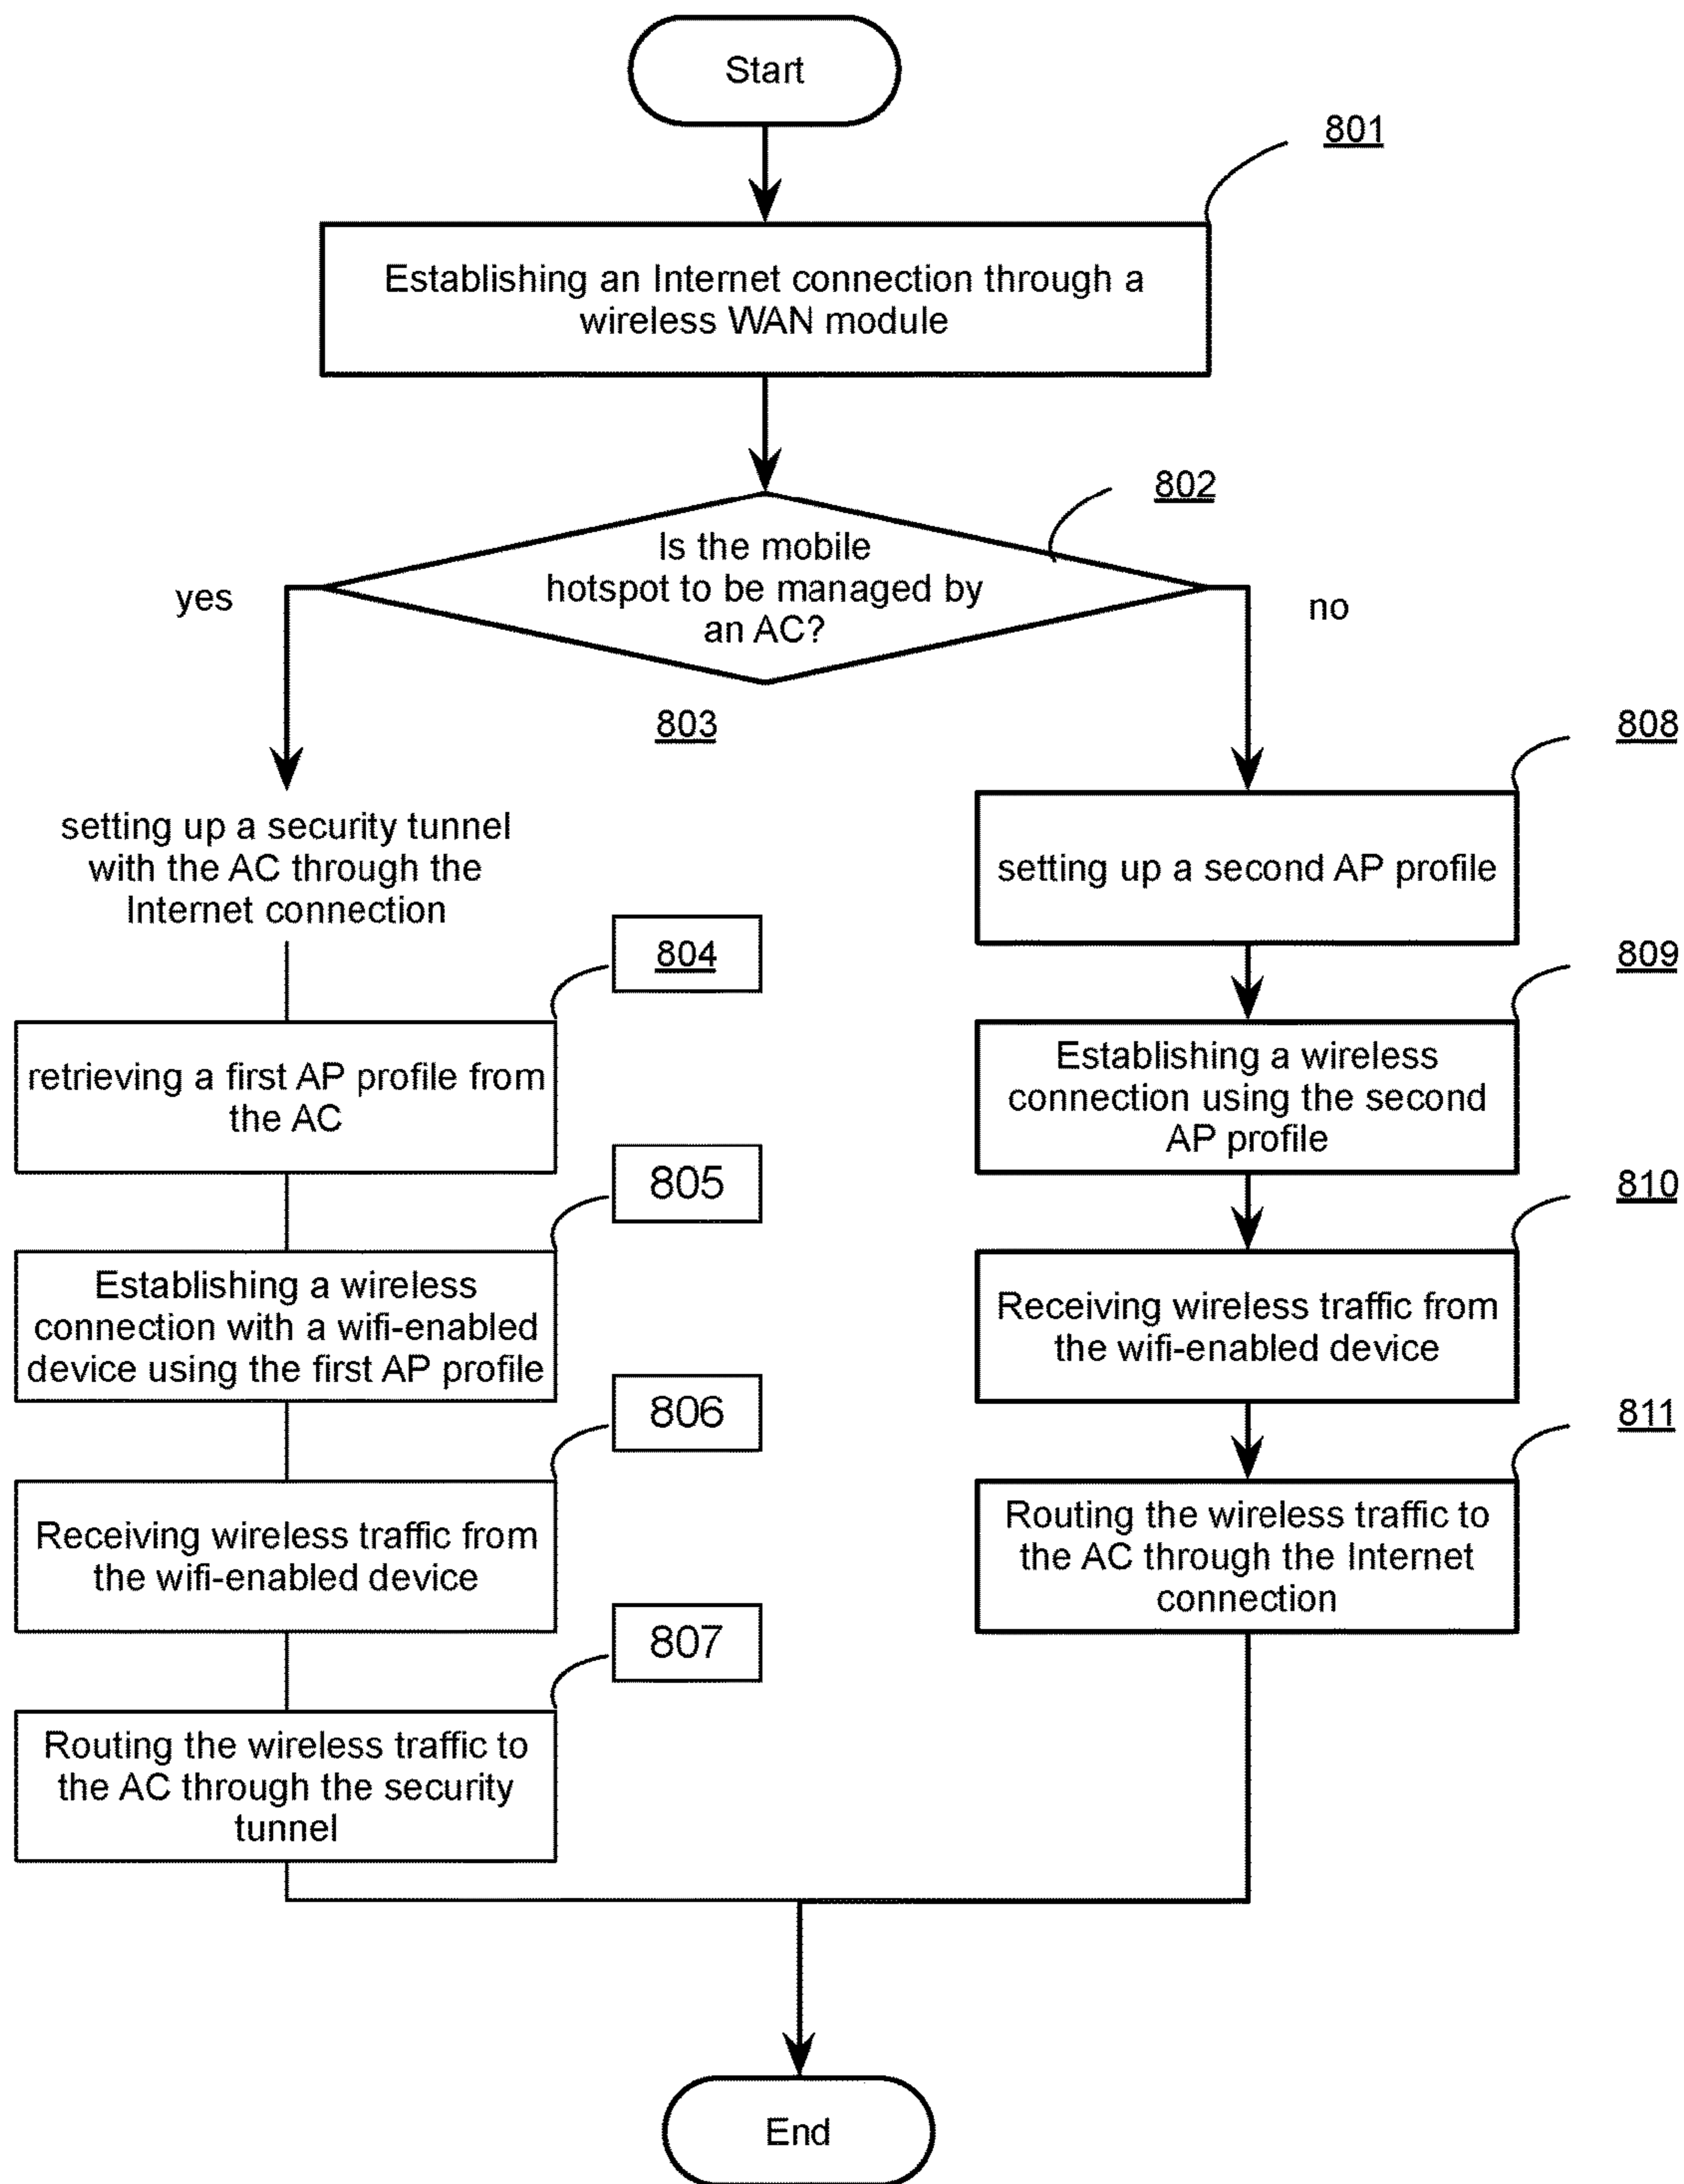 Start
801
Establishing an Internet connection through a
wireless WAN module
802
Is the mobile
hotspot to be managed by
an AC?
yes
no
803
setting up a security tunnel
with the AC through the
Internet connection
804
retrieving a first AP profile from
the AC
805
Establishing a wireless
connection with a wifi-enabled
device using the first AP profile
806
Receiving wireless traffic from
the wifi-enabled device
807
Routing the wireless traffic to
the AC through the security
tunnel
808
setting up a second AP profile
809
Establishing a wireless
connection using the second
AP profile
810
Receiving wireless traffic from
the wifi-enabled device
811
Routing the wireless traffic to
the AC through the Internet
connection
End